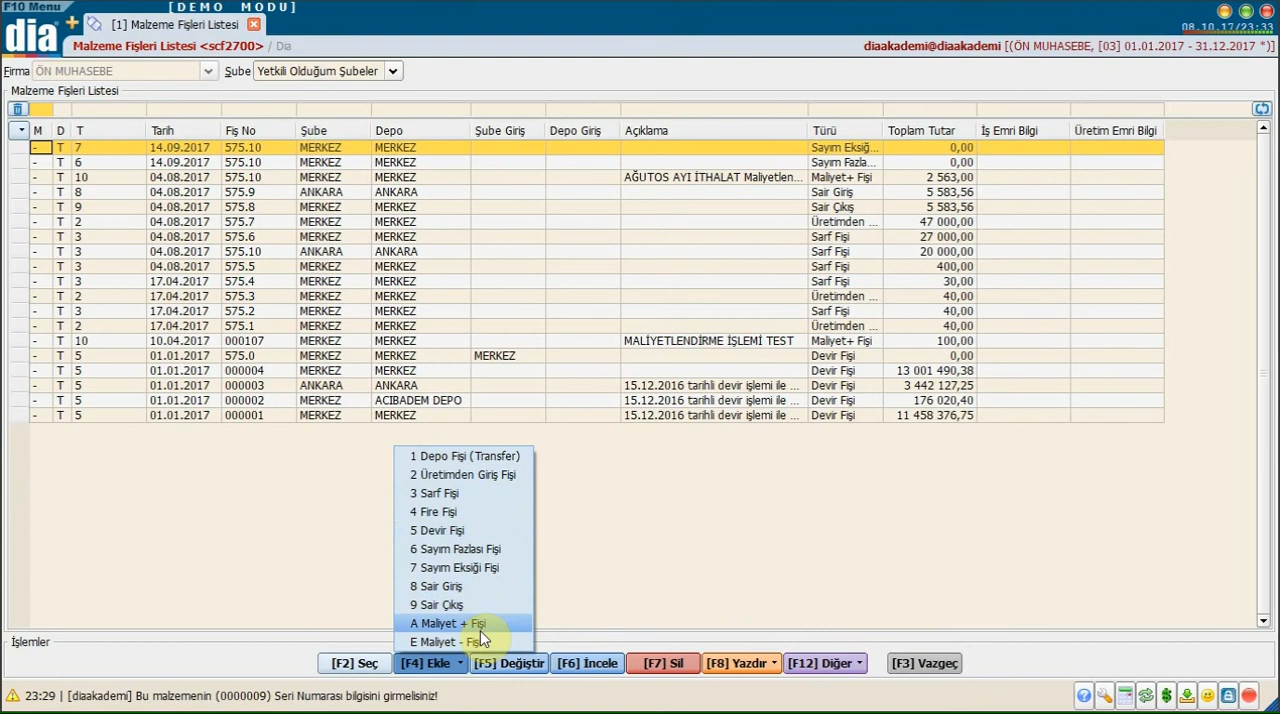 F10 Menu [ D E M O  M O D U ]
dia
[1] Malzeme Fişleri Listesi
08.10.17/23:33
Malzeme Fişleri Listesi <scf2700> / Dia
diaakademi@diaakademi [(ÖN MUHASEBE, [03] 01.01.2017 - 31.12.2017 *)]
Firma ÖN MUHASEBE Şube Yetkili Olduğum Şubeler
Malzeme Fişleri Listesi
M D T Tarih Fiş No Şube Depo Şube Giriş Depo Giriş Açıklama Türü Toplam Tutar İş Emri Bilgi Üretim Emri Bilgi
- T 7 14.09.2017 575.10 MERKEZ MERKEZ Sayım Eksiğ... 0,00
- T 6 14.09.2017 575.10 MERKEZ MERKEZ Sayım Fazla... 0,00
- T 10 04.08.2017 575.10 MERKEZ MERKEZ AĞUTOS AYI İTHALAT Maliyetlen... Maliyet+ Fişi 2 563,00
- T 8 04.08.2017 575.9 ANKARA ANKARA Sair Giriş 5 583,56
- T 9 04.08.2017 575.8 MERKEZ MERKEZ Sair Çıkış 5 583,56
- T 2 04.08.2017 575.7 MERKEZ MERKEZ Üretimden ... 47 000,00
- T 3 04.08.2017 575.6 MERKEZ MERKEZ Sarf Fişi 27 000,00
- T 3 04.08.2017 575.10 ANKARA ANKARA Sarf Fişi 20 000,00
- T 3 04.08.2017 575.5 MERKEZ MERKEZ Sarf Fişi 400,00
- T 3 17.04.2017 575.4 MERKEZ MERKEZ Sarf Fişi 30,00
- T 2 17.04.2017 575.3 MERKEZ MERKEZ Üretimden ... 40,00
- T 3 17.04.2017 575.2 MERKEZ MERKEZ Sarf Fişi 40,00
- T 2 17.04.2017 575.1 MERKEZ MERKEZ Üretimden ... 40,00
- T 10 10.04.2017 000107 MERKEZ MERKEZ MALİYETLENDİRME İŞLEMİ TEST Maliyet+ Fişi 100,00
- T 5 01.01.2017 575.0 MERKEZ MERKEZ MERKEZ Devir Fişi 0,00
- T 5 01.01.2017 000004 MERKEZ MERKEZ Devir Fişi 13 001 490,38
- T 5 01.01.2017 000003 ANKARA ANKARA 15.12.2016 tarihli devir işlemi ile ... Devir Fişi 3 442 127,25
- T 5 01.01.2017 000002 MERKEZ ACIBADEM DEPO 15.12.2016 tarihli devir işlemi ile ... Devir Fişi 176 020,40
- T 5 01.01.2017 000001 MERKEZ MERKEZ 15.12.2016 tarihli devir işlemi ile ... Devir Fişi 11 458 376,75
1 Depo Fişi (Transfer)
2 Üretimden Giriş Fişi
3 Sarf Fişi
4 Fire Fişi
5 Devir Fişi
6 Sayım Fazlası Fişi
7 Sayım Eksiği Fişi
8 Sair Giriş
9 Sair Çıkış
A Maliyet + Fişi
E Maliyet - Fişi
İşlemler
[F2] Seç [F4] Ekle [F5] Değiştir [F6] İncele [F7] Sil [F8] Yazdır [F12] Diğer [F3] Vazgeç
23:29 | [diaakademi] Bu malzemenin (0000009) Seri Numarası bilgisini girmelisiniz!